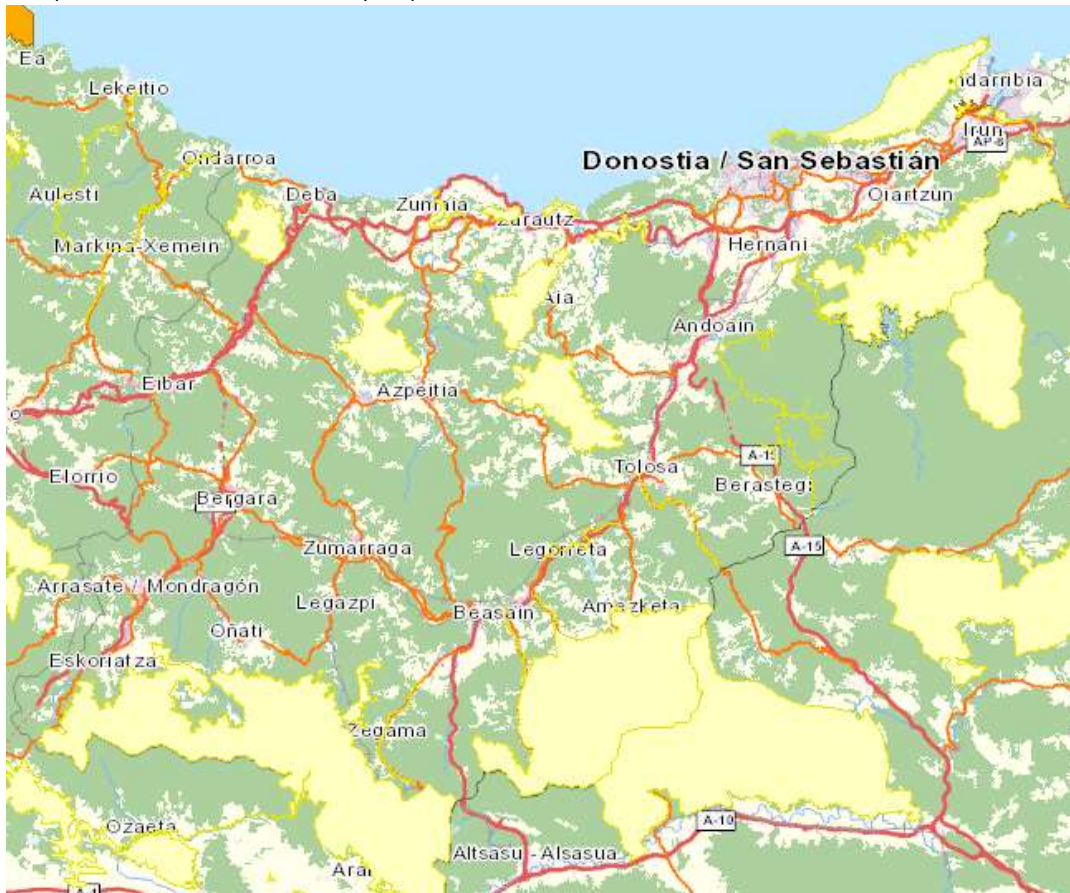 Ea
Lekeitio
Ondarroa
Aulesti
Deba
Markina-Xemein
Zarautz
Donostia / San Sebastián
ndarribia
Irun
AP-8
Oiartzun
Hernani
Aia
Andoain
Eibar
Azpeitia
Elorrio
Bergara
Tolosa
A-15
Berastegi
Zumarraga
Legorreta
A-15
Arrasate / Mondragón
Legazpi
Beasain
Amezketa
Oñati
Eskoriatza
Zegama
Ozaeta
A-10
Altsasu - Alsasua
A-1